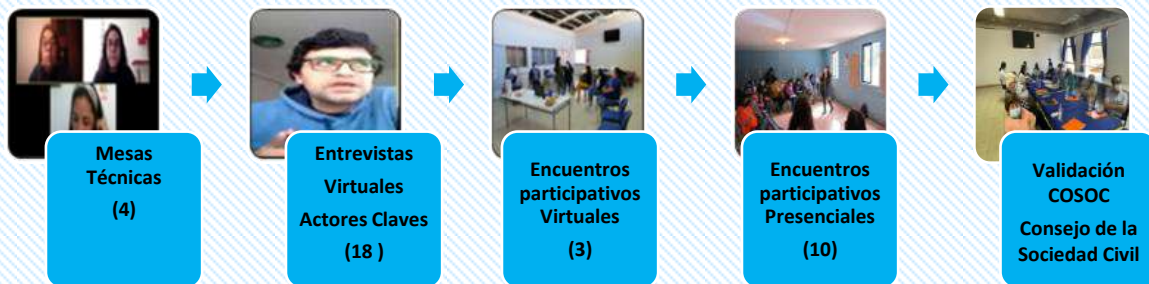 Mesas
Técnicas
(4)
Entrevistas
Virtuales
Actores Claves
(18 )
Encuentros
participativos
Virtuales
(3)
Encuentros
participativos
Presenciales
(10)
Validación
COSOC
Consejo de la
Sociedad Civil